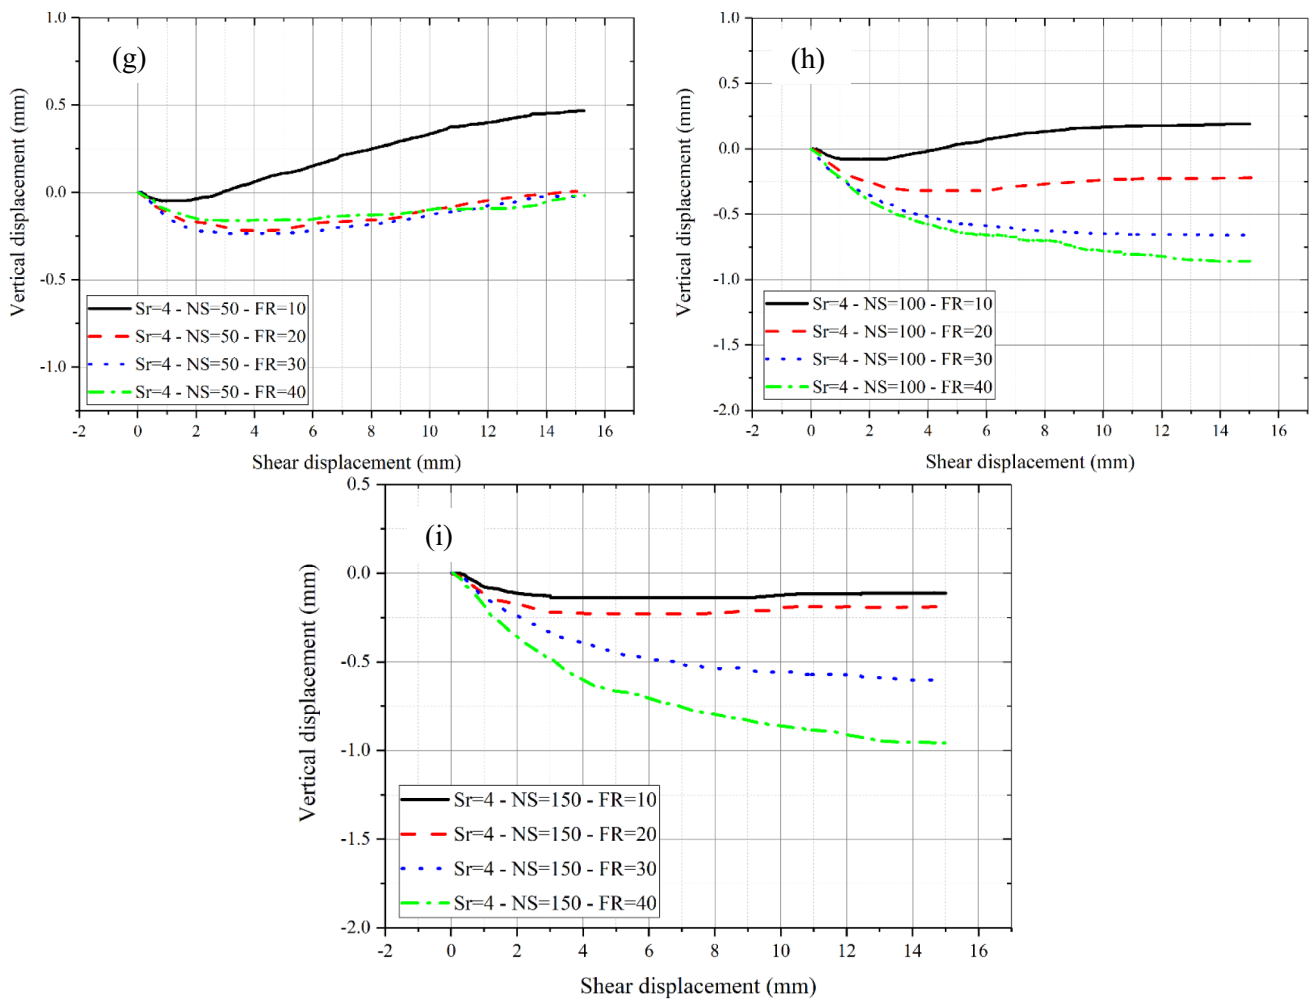 (g)
1.0
0.5
0.0
-0.5
-1.0
Vertical displacement (mm)
Sr=4 - NS=50 - FR=10
Sr=4 - NS=50 - FR=20
Sr=4 - NS=50 - FR=30
Sr=4 - NS=50 - FR=40
-2 0 2 4 6 8 10 12 14 16
Shear displacement (mm)
(h)
1.0
0.5
0.0
-0.5
-1.0
-1.5
-2.0
Vertical displacement (mm)
Sr=4 - NS=100 - FR=10
Sr=4 - NS=100 - FR=20
Sr=4 - NS=100 - FR=30
Sr=4 - NS=100 - FR=40
-2 0 2 4 6 8 10 12 14 16
Shear displacement (mm)
(i)
0.5
0.0
-0.5
-1.0
-1.5
-2.0
Vertical displacement (mm)
Sr=4 - NS=150 - FR=10
Sr=4 - NS=150 - FR=20
Sr=4 - NS=150 - FR=30
Sr=4 - NS=150 - FR=40
-2 0 2 4 6 8 10 12 14 16
Shear displacement (mm)